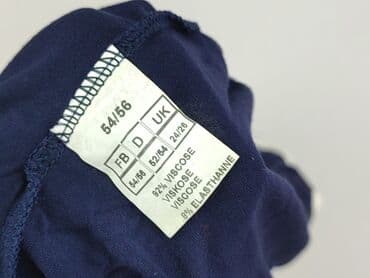 54/56
FB D UK
54/56 52/54 24/26
92% VISCOSE
VISKOSE
VISCOSE
8% ELASTHANNE